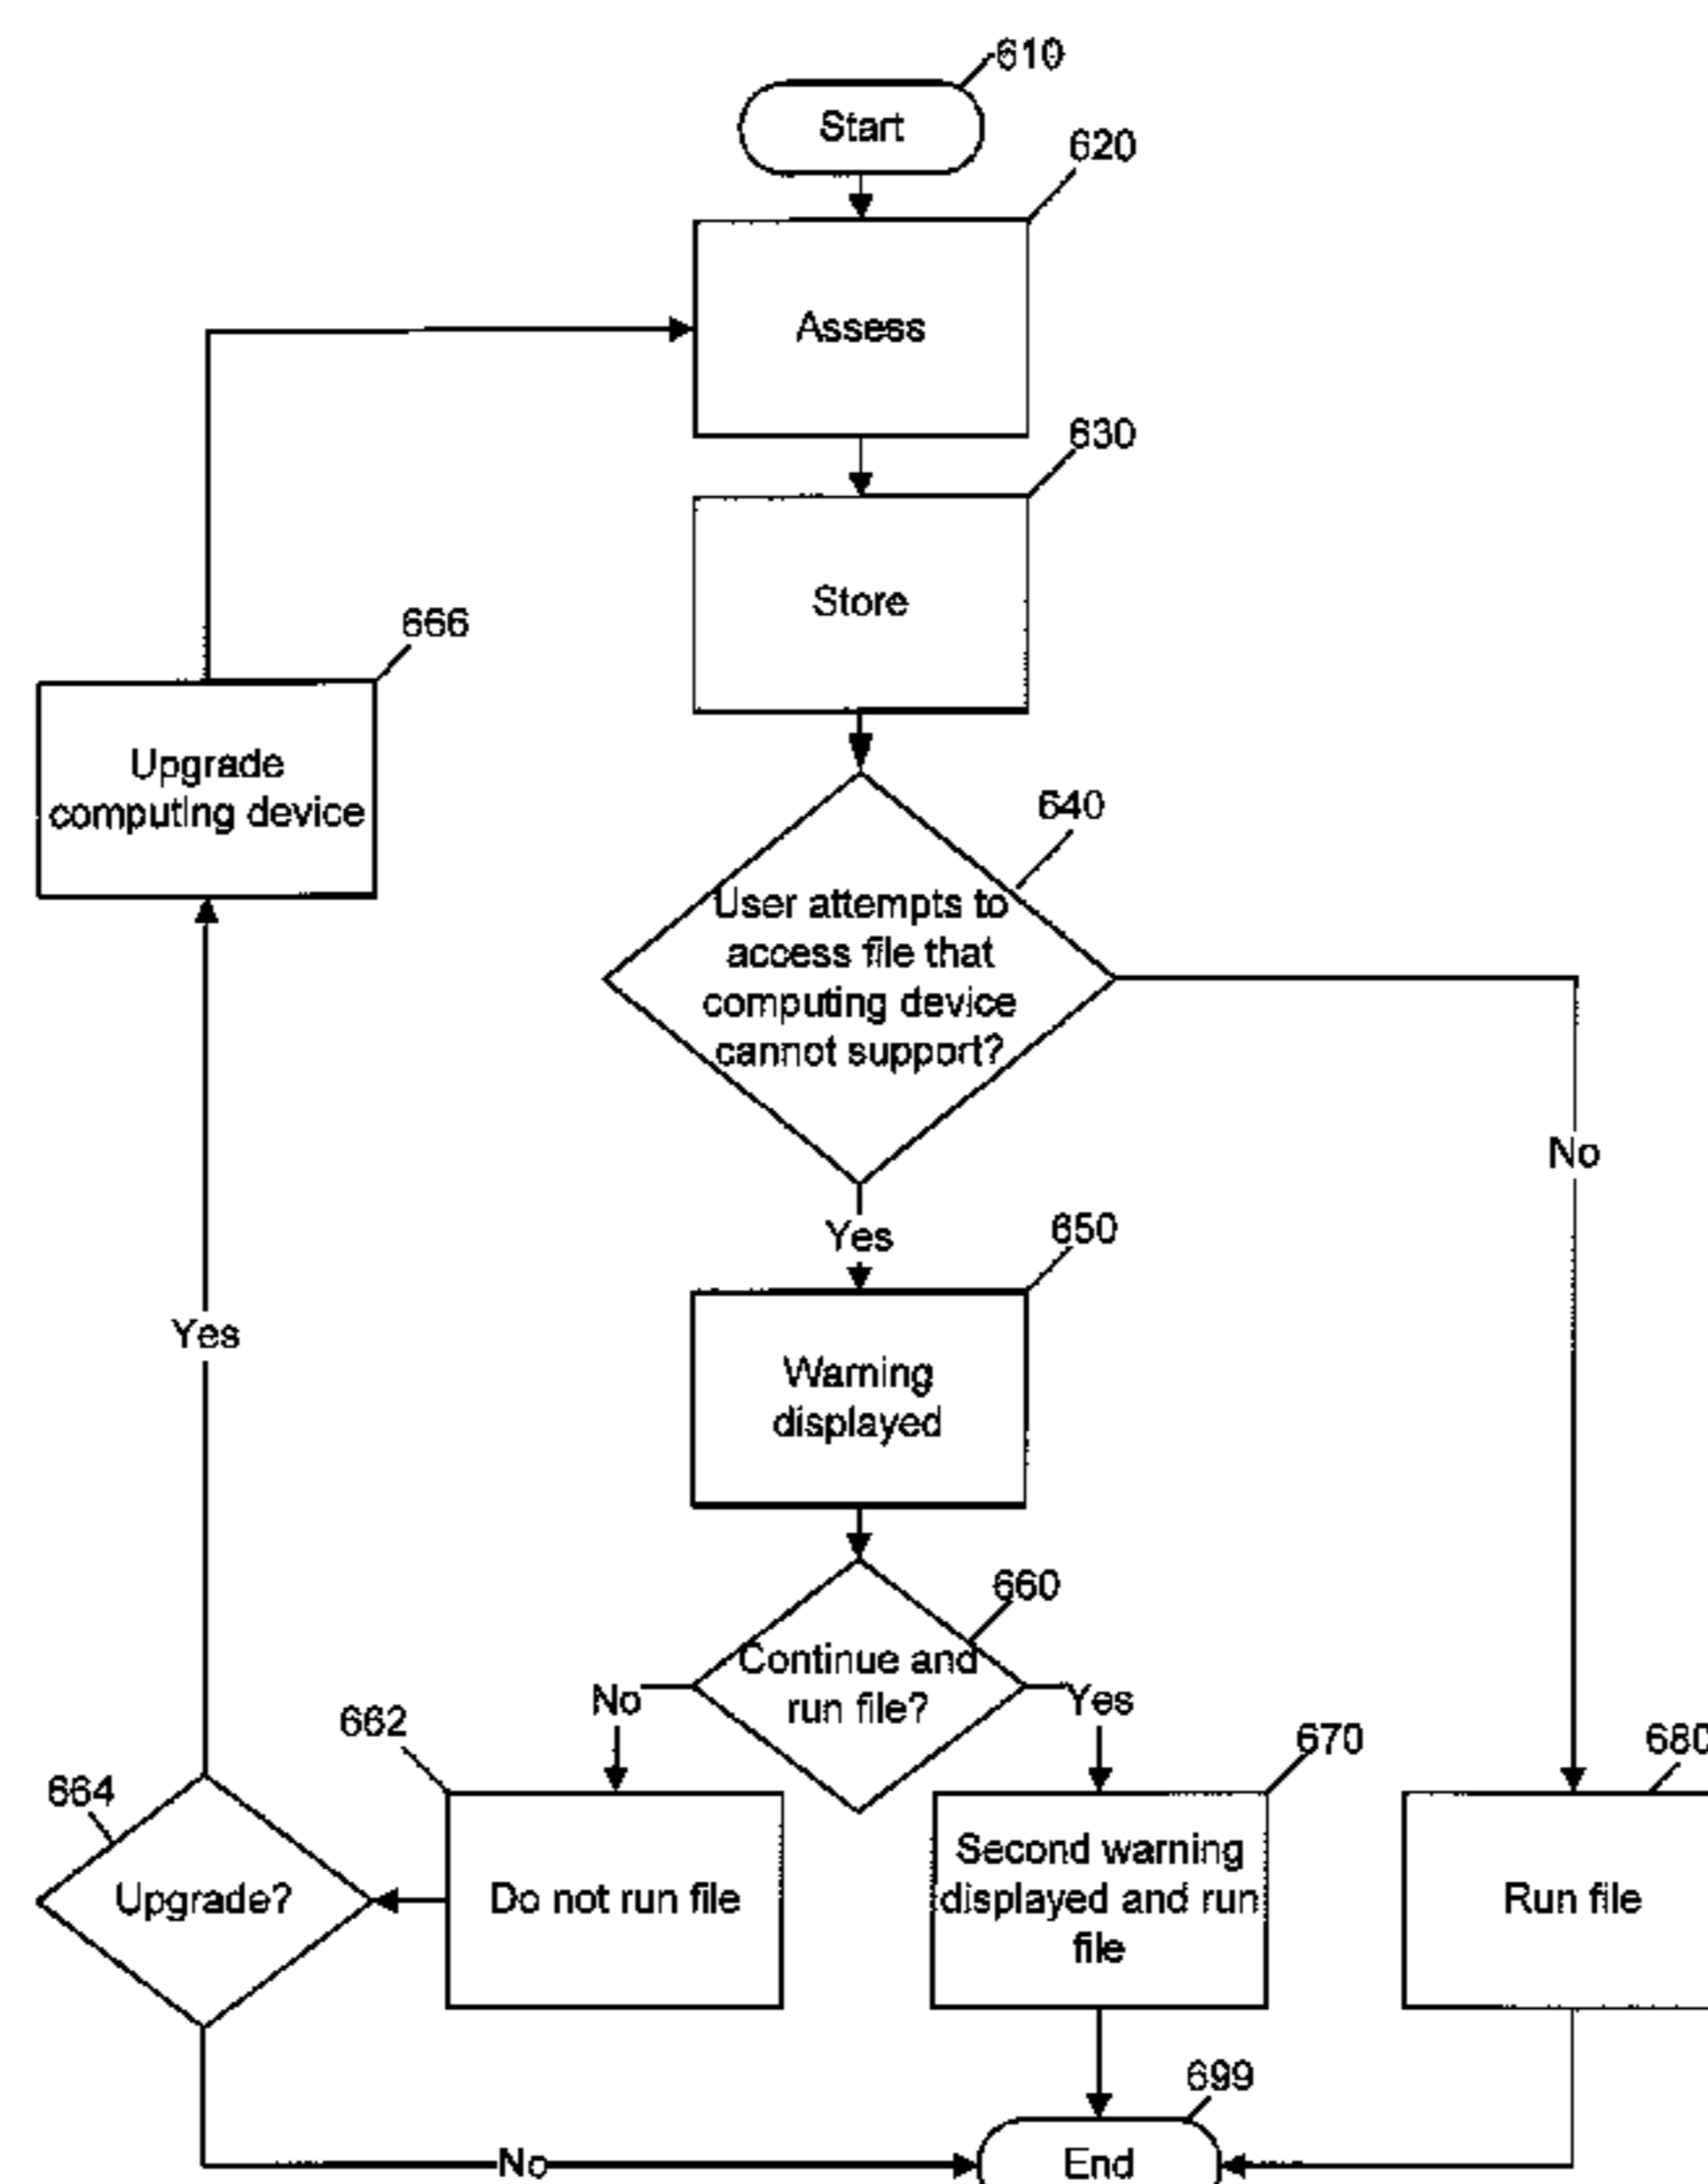 610
Start
620
Assess
630
Store
666
Upgrade
computing device
640
User attempts to
access file that
computing device
cannot support?
No
Yes
650
Warning
displayed
Yes
660
Continue and
run file?
No
Yes
662
670
680
664
Upgrade?
Do not run file
Second warning
displayed and run
file
Run file
699
No
End